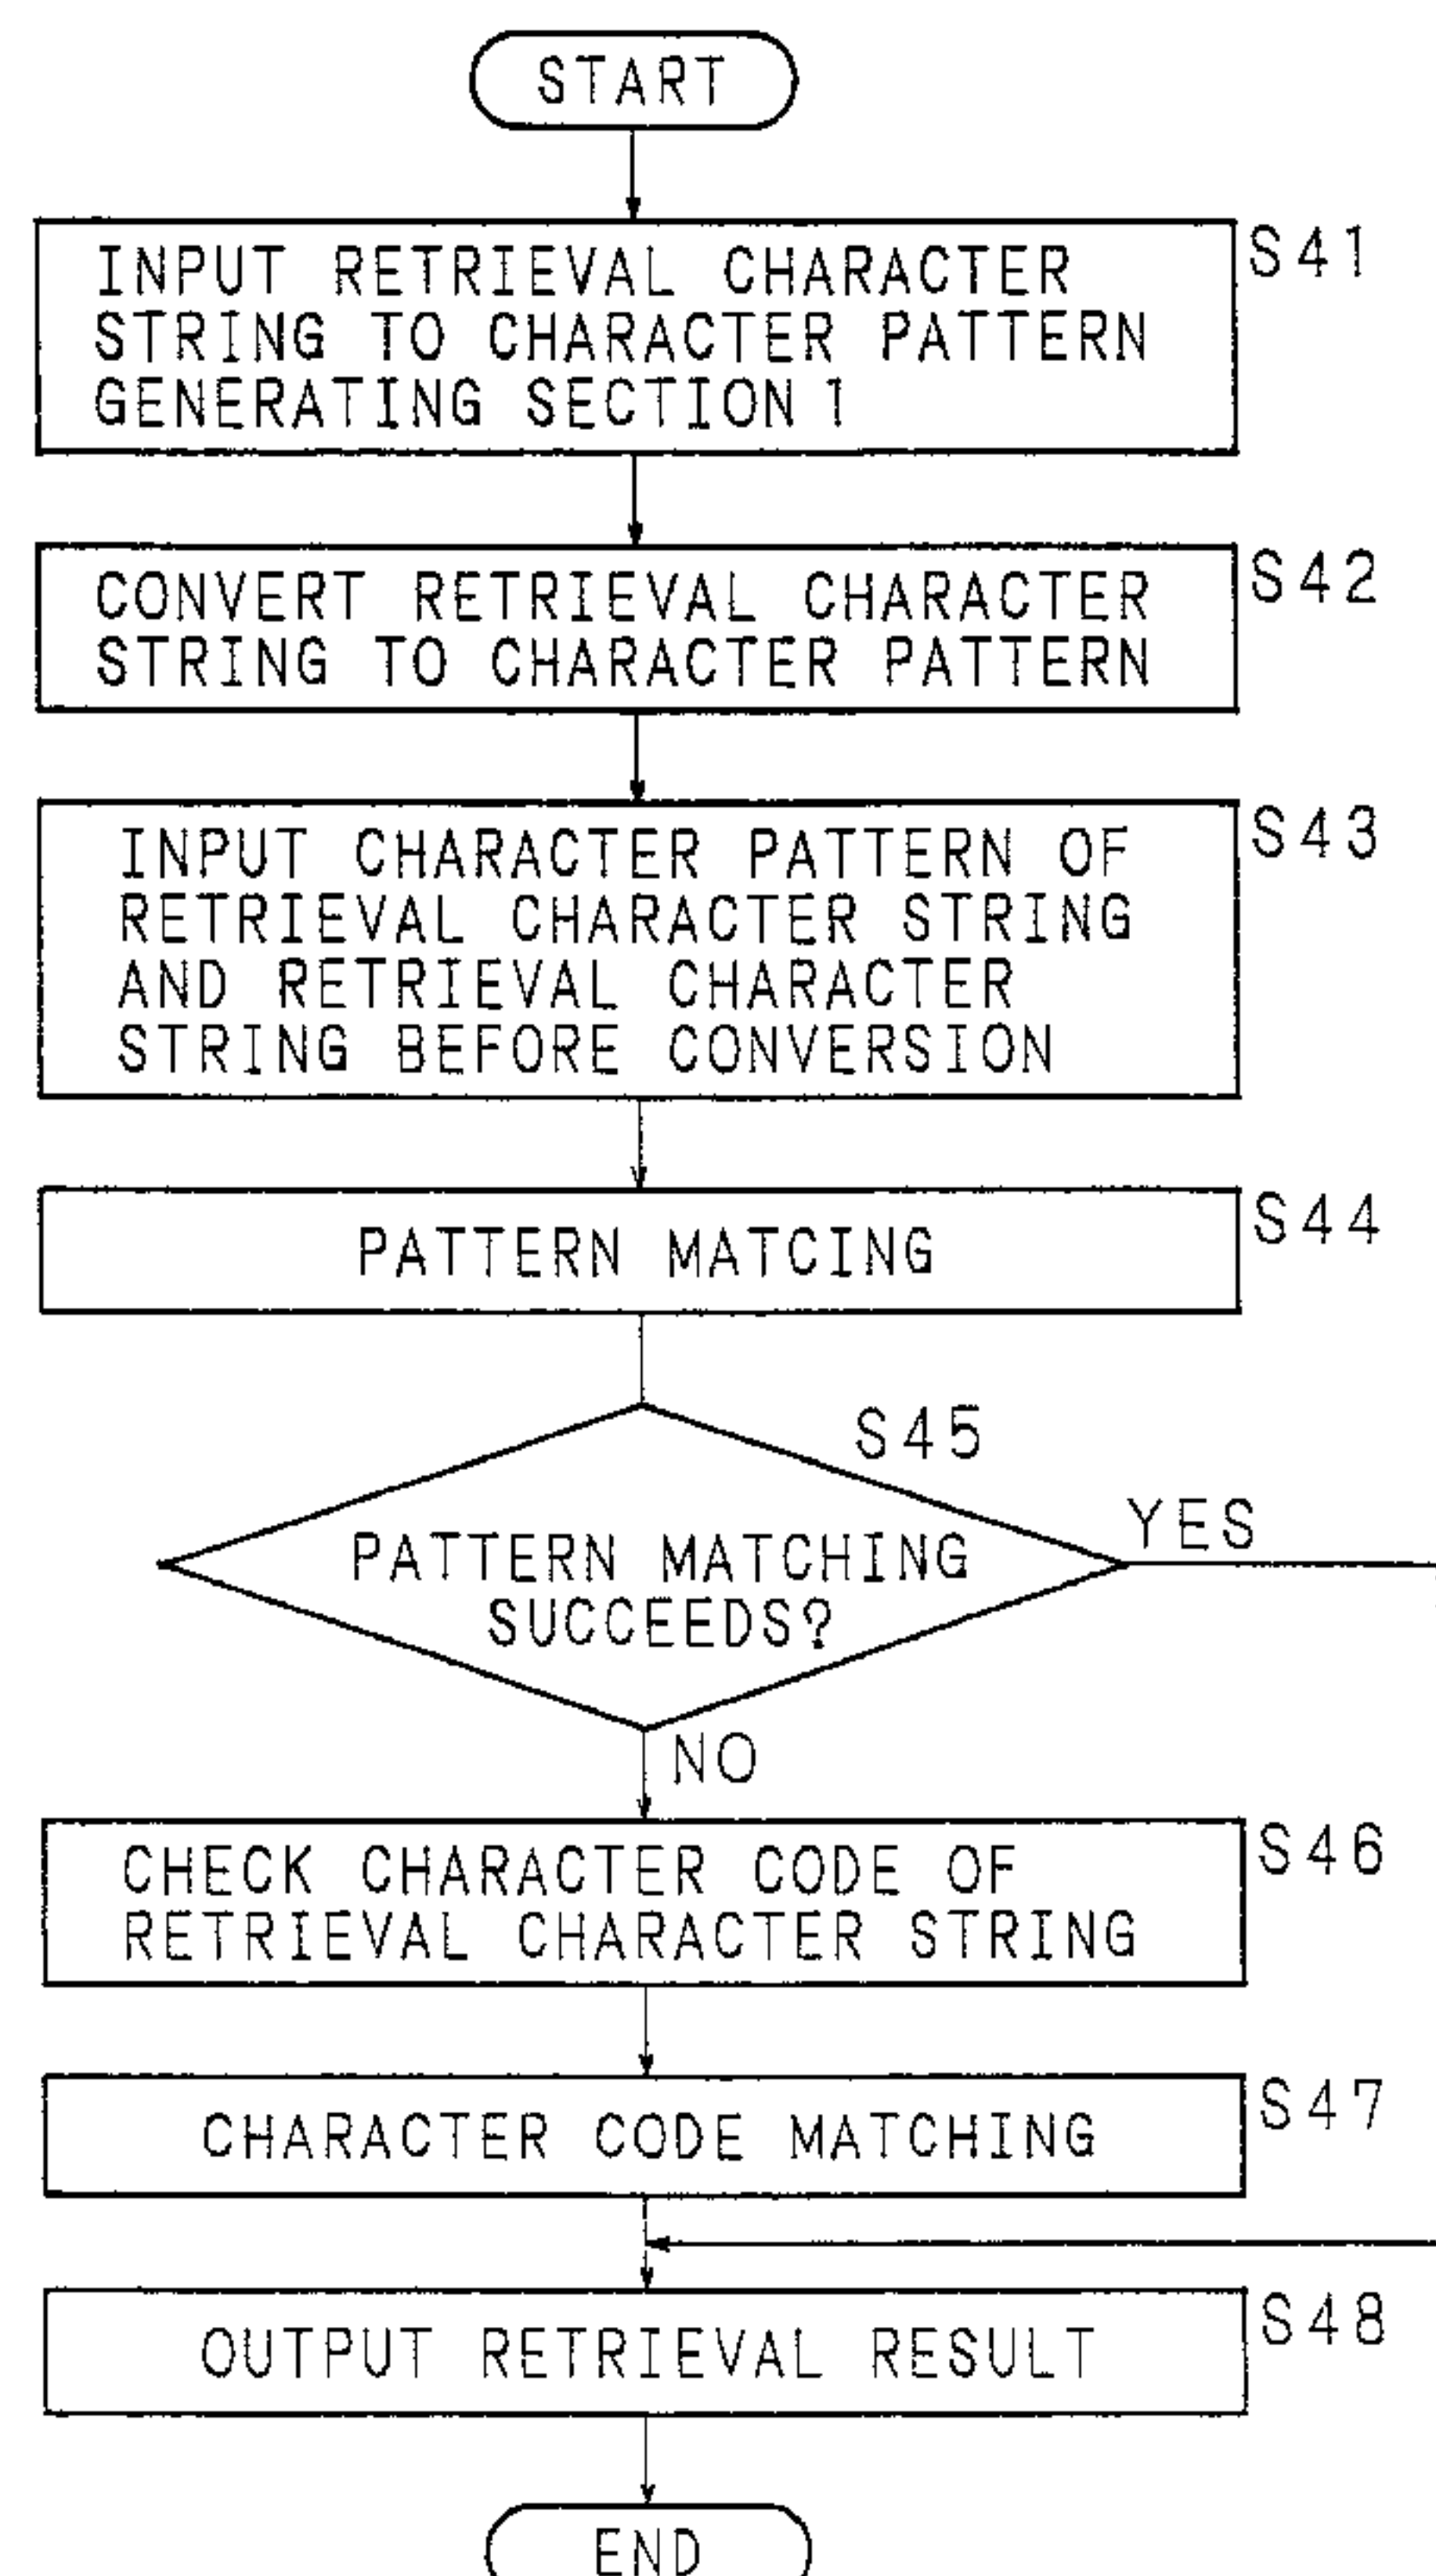 START
S41
INPUT RETRIEVAL CHARACTER
STRING TO CHARACTER PATTERN
GENERATING SECTION 1
S42
CONVERT RETRIEVAL CHARACTER
STRING TO CHARACTER PATTERN
S43
INPUT CHARACTER PATTERN OF
RETRIEVAL CHARACTER STRING
AND RETRIEVAL CHARACTER
STRING BEFORE CONVERSION
S44
PATTERN MATCING
S45
YES
PATTERN MATCHING
SUCCEEDS?
NO
S46
CHECK CHARACTER CODE OF
RETRIEVAL CHARACTER STRING
S47
CHARACTER CODE MATCHING
S48
OUTPUT RETRIEVAL RESULT
END